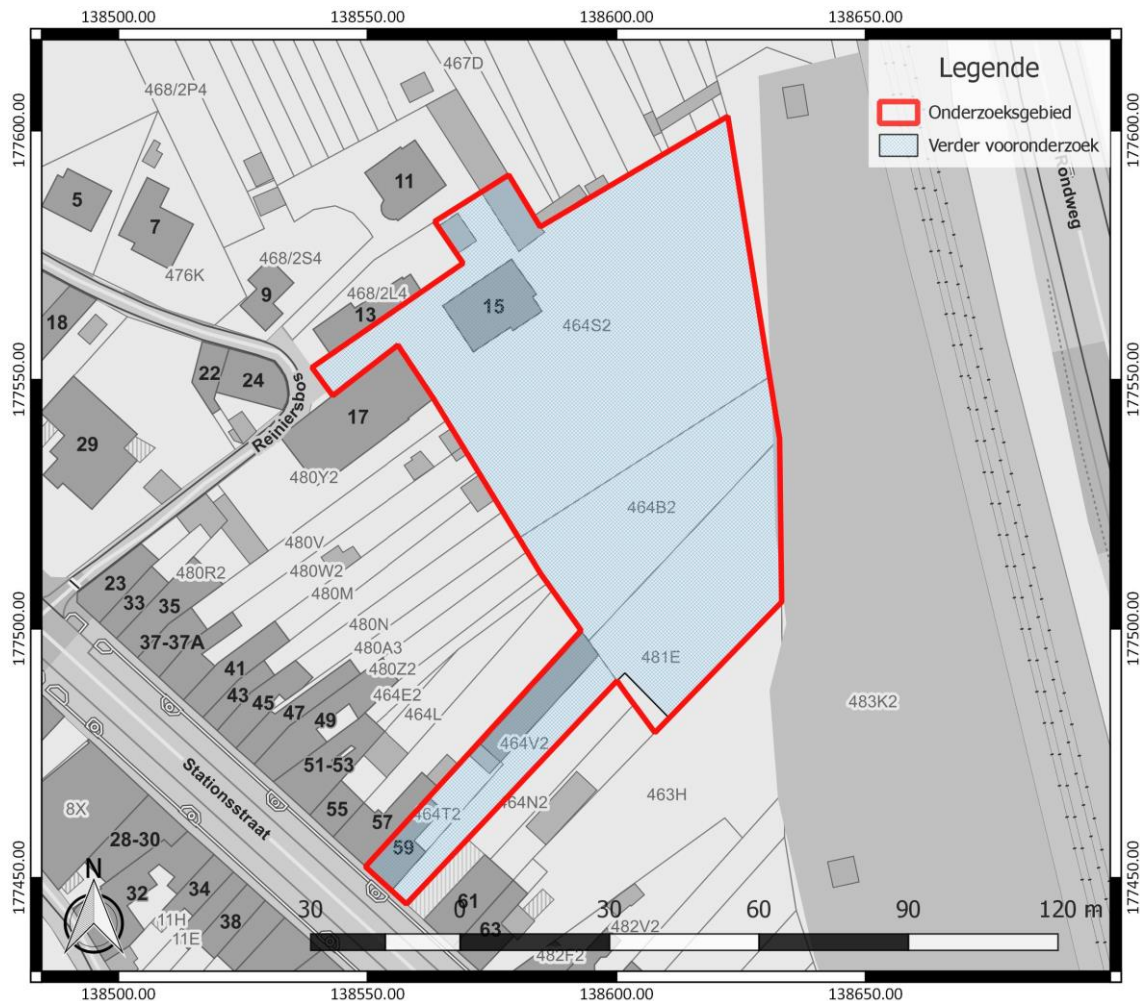 138500.00 138550.00 138600.00 138650.00
177600.00
177550.00
177500.00
177450.00
Legende
Onderzoeksgebied
Verder vooronderzoek
Rondweg
467D
468/2P4
11
5
7
476K
468/2S4
9
468/2L4
13
15
464S2
18
22
24
Reiniersbos
17
29
480Y2
464B2
480V
480W2
480M
480R2
23
33
35
37-37A
480N
480A3
480Z2
464E2
464L
41
43
45
47
49
481E
483K2
464V2
51-53
55
57
464T2
59
464N2
463H
Stationsstraat
8X
28-30
32
34
38
11H
11E
61
63
482V2
482F2
N
30 0 30 60 90 120 m
177600.00
177550.00
177500.00
177450.00
138500.00 138550.00 138600.00 138650.00